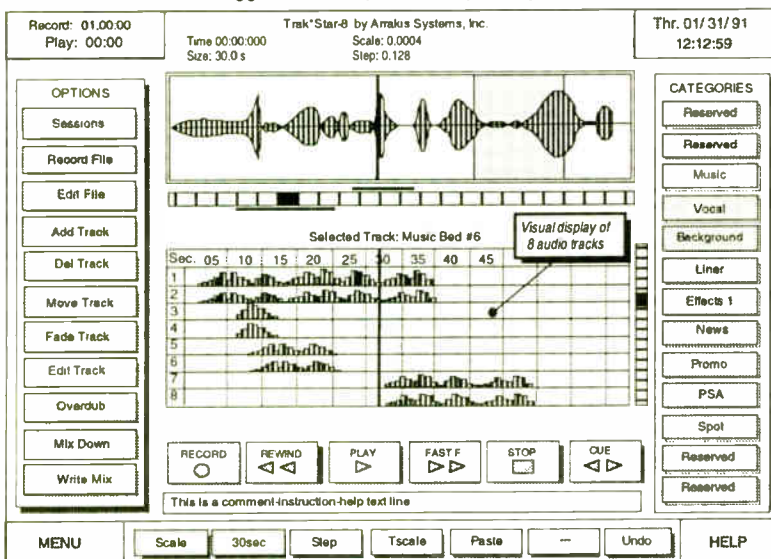 Record: 01.00:00
Play: 00:00
Trak*Star-8 by Arrakis Systems, Inc.
Time 00:00:000
Scale: 0.0004
Size: 30.0 s
Step: 0.128
Thr. 01/31/91
12:12:59
OPTIONS
Sessions
Record File
Edit File
Add Track
Del Track
Move Track
Fade Track
Edit Track
Overdub
Mix Down
Write Mix
Selected Track: Music Bed #6
Visual display of
8 audio tracks
Sec. 05 10 15 20 25 30 35 40 45
1
2
3
4
5
6
7
8
RECORD
REWIND
PLAY
FAST F
STOP
CUE
This is a comment-instruction-help text line
CATEGORIES
Reserved
Reserved
Music
Vocal
Background
Liner
Effects 1
News
Promo
PSA
Spot
Reserved
Reserved
MENU
Scale
30sec
Step
Tscale
Paste
---
Undo
HELP